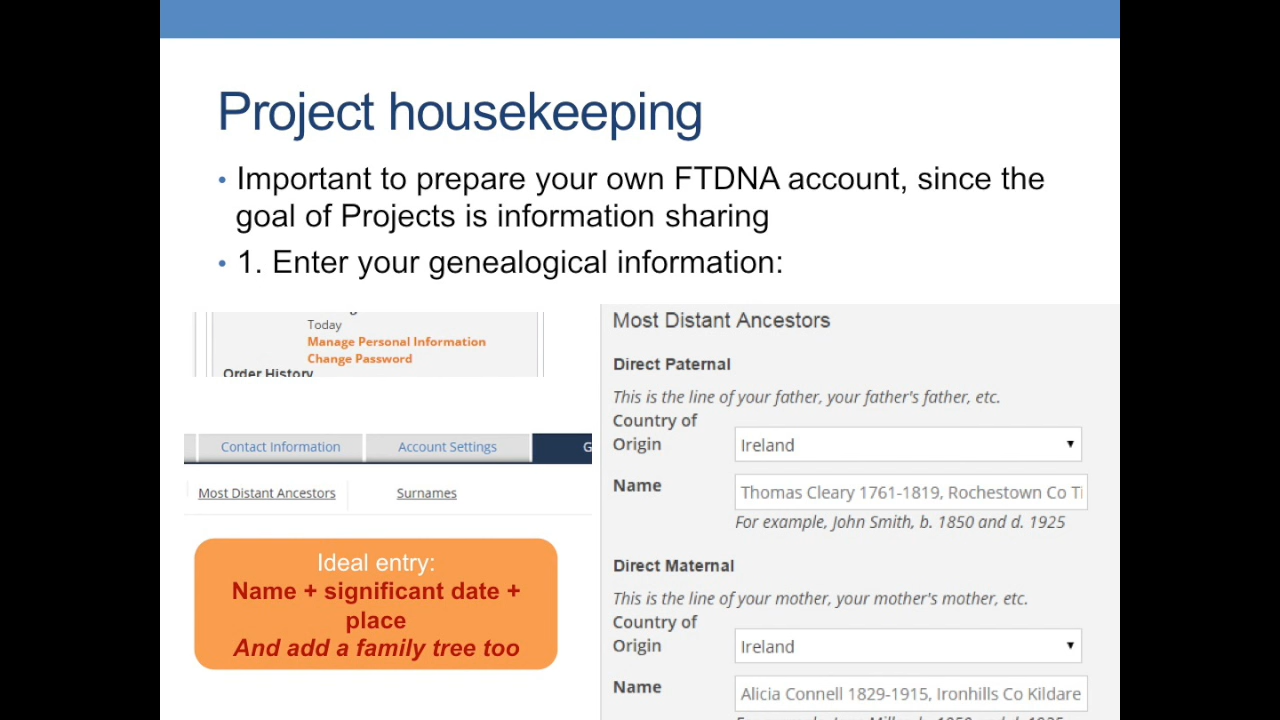 Project housekeeping
• Important to prepare your own FTDNA account, since the
goal of Projects is information sharing
• 1. Enter your genealogical information:
Today
Manage Personal Information
Change Password
Order History
Contact Information
Account Settings
G
Most Distant Ancestors
Surnames
Ideal entry:
Name + significant date +
place
And add a family tree too
Most Distant Ancestors
Direct Paternal
This is the line of your father, your father's father, etc.
Country of
Origin
Ireland
Name
Thomas Cleary 1761-1819, Rochestown Co Ti
For example, John Smith, b. 1850 and d. 1925
Direct Maternal
This is the line of your mother, your mother's mother, etc.
Country of
Origin
Ireland
Name
Alicia Connell 1829-1915, Ironhills Co Kildare